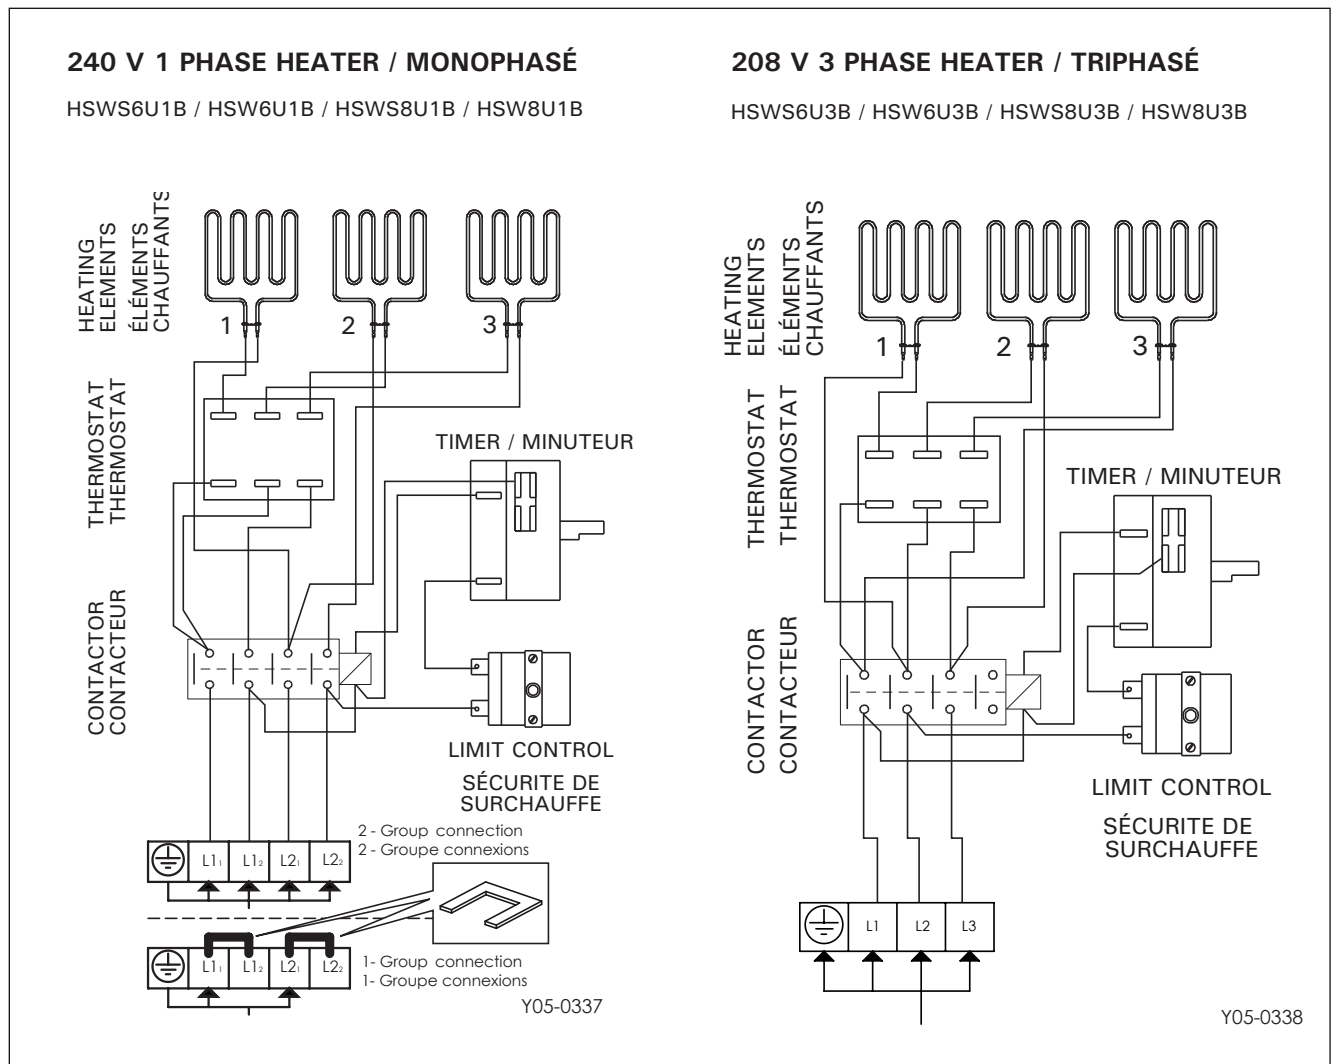 240 V 1 PHASE HEATER / MONOPHASÉ
HSWS6U1B / HSW6U1B / HSWS8U1B / HSW8U1B
HEATING
ELEMENTS
ÉLÉMENTS
CHAUFFANTS
1
2
3
THERMOSTAT
THERMOSTAT
TIMER / MINUTEUR
CONTACTOR
CONTACTEUR
LIMIT CONTROL
SÉCURITE DE
SURCHAUFFE
2 - Group connection
2 - Groupe connexions
L1₁ L1₂ L2₁ L2₂
L1₁ L1₂ L2₁ L2₂
1- Group connection
1- Groupe connexions
Y05-0337
208 V 3 PHASE HEATER / TRIPHASÉ
HSWS6U3B / HSW6U3B / HSWS8U3B / HSW8U3B
HEATING
ELEMENTS
ÉLÉMENTS
CHAUFFANTS
1
2
3
THERMOSTAT
THERMOSTAT
TIMER / MINUTEUR
CONTACTOR
CONTACTEUR
LIMIT CONTROL
SÉCURITE DE
SURCHAUFFE
L1 L2 L3
Y05-0338